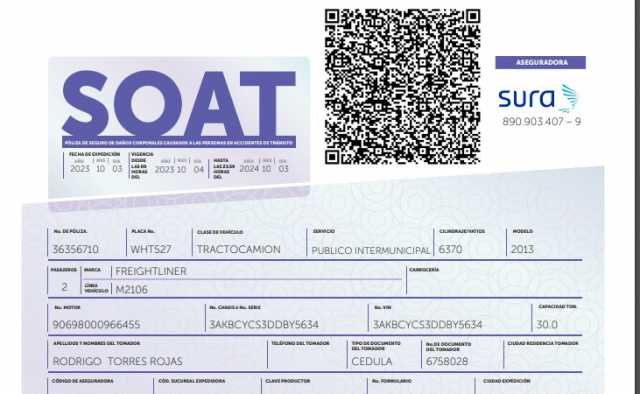 SOAT
PÓLIZA DE SEGURO DE DAÑOS CORPORALES CAUSADOS A LAS PERSONAS EN ACCIDENTES DE TRÁNSITO
ASEGURADORA
sura
890.903.407 – 9
FECHA DE EXPEDICIÓN VIGENCIA
AÑO MES DÍA DESDE LAS 00 HORAS DEL AÑO MES DÍA HASTA LAS 23:59 HORAS DEL AÑO MES DÍA
2023 10 03 2023 10 04 2024 10 03
No. DE PÓLIZA. PLACA No. CLASE DE VEHÍCULO SERVICIO CILINDRAJE/VATIOS MODELO
36356710 WHT527 TRACTOCAMION PUBLICO INTERMUNICIPAL 6370 2013
PASAJEROS MARCA FREIGHTLINER CARROCERÍA
2 LÍNEA VEHÍCULO M2106
No. MOTOR No. CHASIS ó No. SERIE No. VIN CAPACIDAD TON.
90698000966455 3AKBCYCS3DDBY5634 3AKBCYCS3DDBY5634 30.0
APELLIDOS Y NOMBRES DEL TOMADOR TELÉFONO DEL TOMADOR TIPO DE DOCUMENTO DEL TOMADOR No. DE DOCUMENTO DEL TOMADOR CIUDAD RESIDENCIA TOMADOR
RODRIGO TORRES ROJAS CEDULA 6758028
CÓDIGO DE ASEGURADORA CÓD. SUCURSAL EXPEDIDORA CLAVE PRODUCTOR No. FORMULARIO CIUDAD EXPEDICIÓN